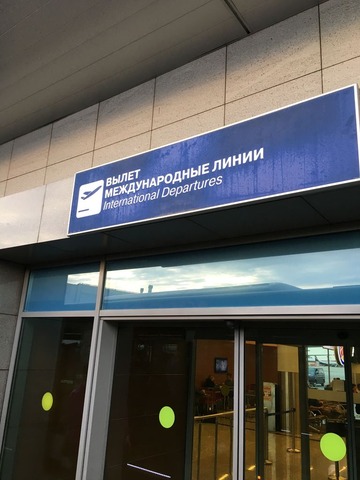 ВЫЛЕТ
МЕЖДУНАРОДНЫЕ ЛИНИИ
International Departures